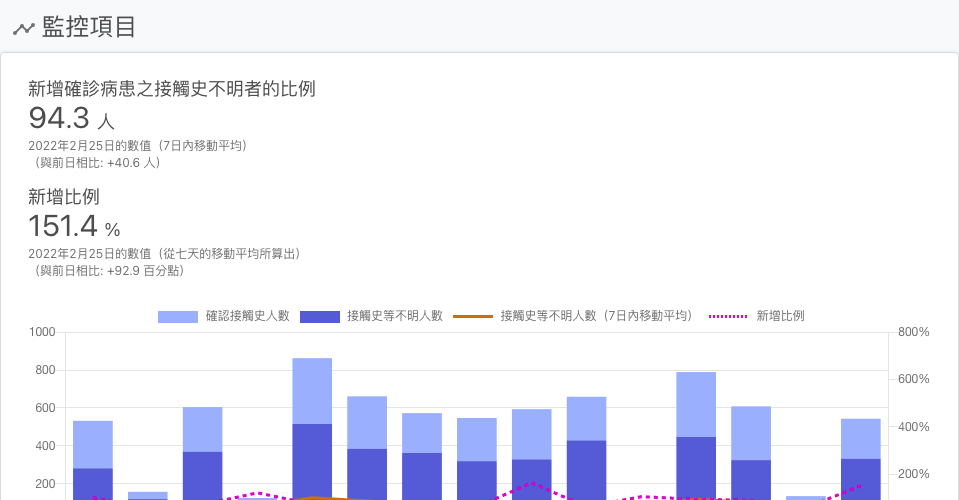 監控項目
新增確診病患之接觸史不明者的比例
94.3 人
2022年2月25日的數值（7日內移動平均）
（與前日相比: +40.6 人）
新增比例
151.4 %
2022年2月25日的數值（從七天的移動平均所算出）
（與前日相比: +92.9 百分點）
確認接觸史人數 接觸史等不明人數 接觸史等不明人數（7日內移動平均） 新增比例
1000 800%
800
600%
600
400%
400
200%
200